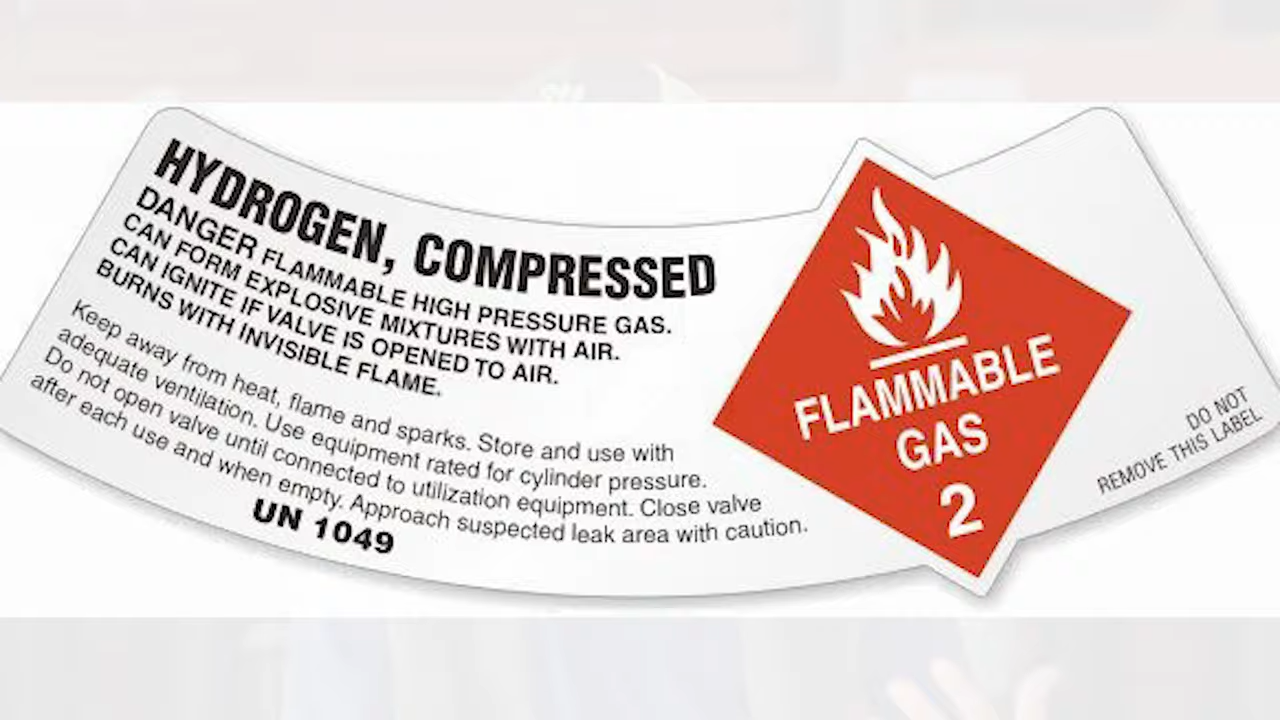 HYDROGEN, COMPRESSED
DANGER FLAMMABLE HIGH PRESSURE GAS.
CAN FORM EXPLOSIVE MIXTURES WITH AIR.
CAN IGNITE IF VALVE IS OPENED TO AIR.
BURNS WITH INVISIBLE FLAME.
Keep away from heat, flame and sparks. Store and use with
adequate ventilation. Use equipment rated for cylinder pressure.
Do not open valve until connected to utilization equipment. Close valve
after each use and when empty. Approach suspected leak area with caution.
UN 1049
FLAMMABLE
GAS
2
DO NOT
REMOVE THIS LABEL